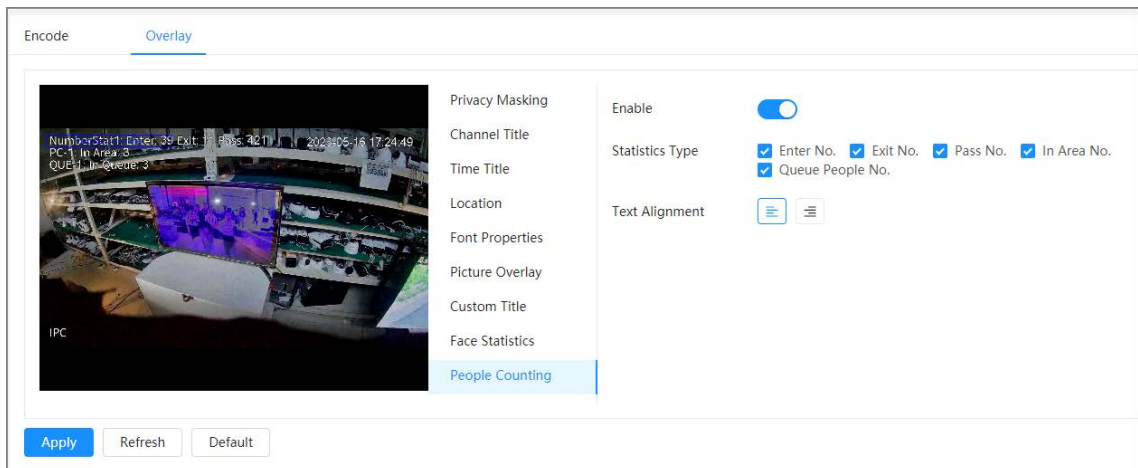 Encode Overlay
NumberStat1: Enter: 39 Exit: Pass: 421 2023-05-16 17:24:49
PC-1: In Area: 3
QUE-1: In Queue: 3
IPC
Privacy Masking
Channel Title
Time Title
Location
Font Properties
Picture Overlay
Custom Title
Face Statistics
People Counting
Enable
Statistics Type Enter No. Exit No. Pass No. In Area No.
Queue People No.
Text Alignment
Apply Refresh Default